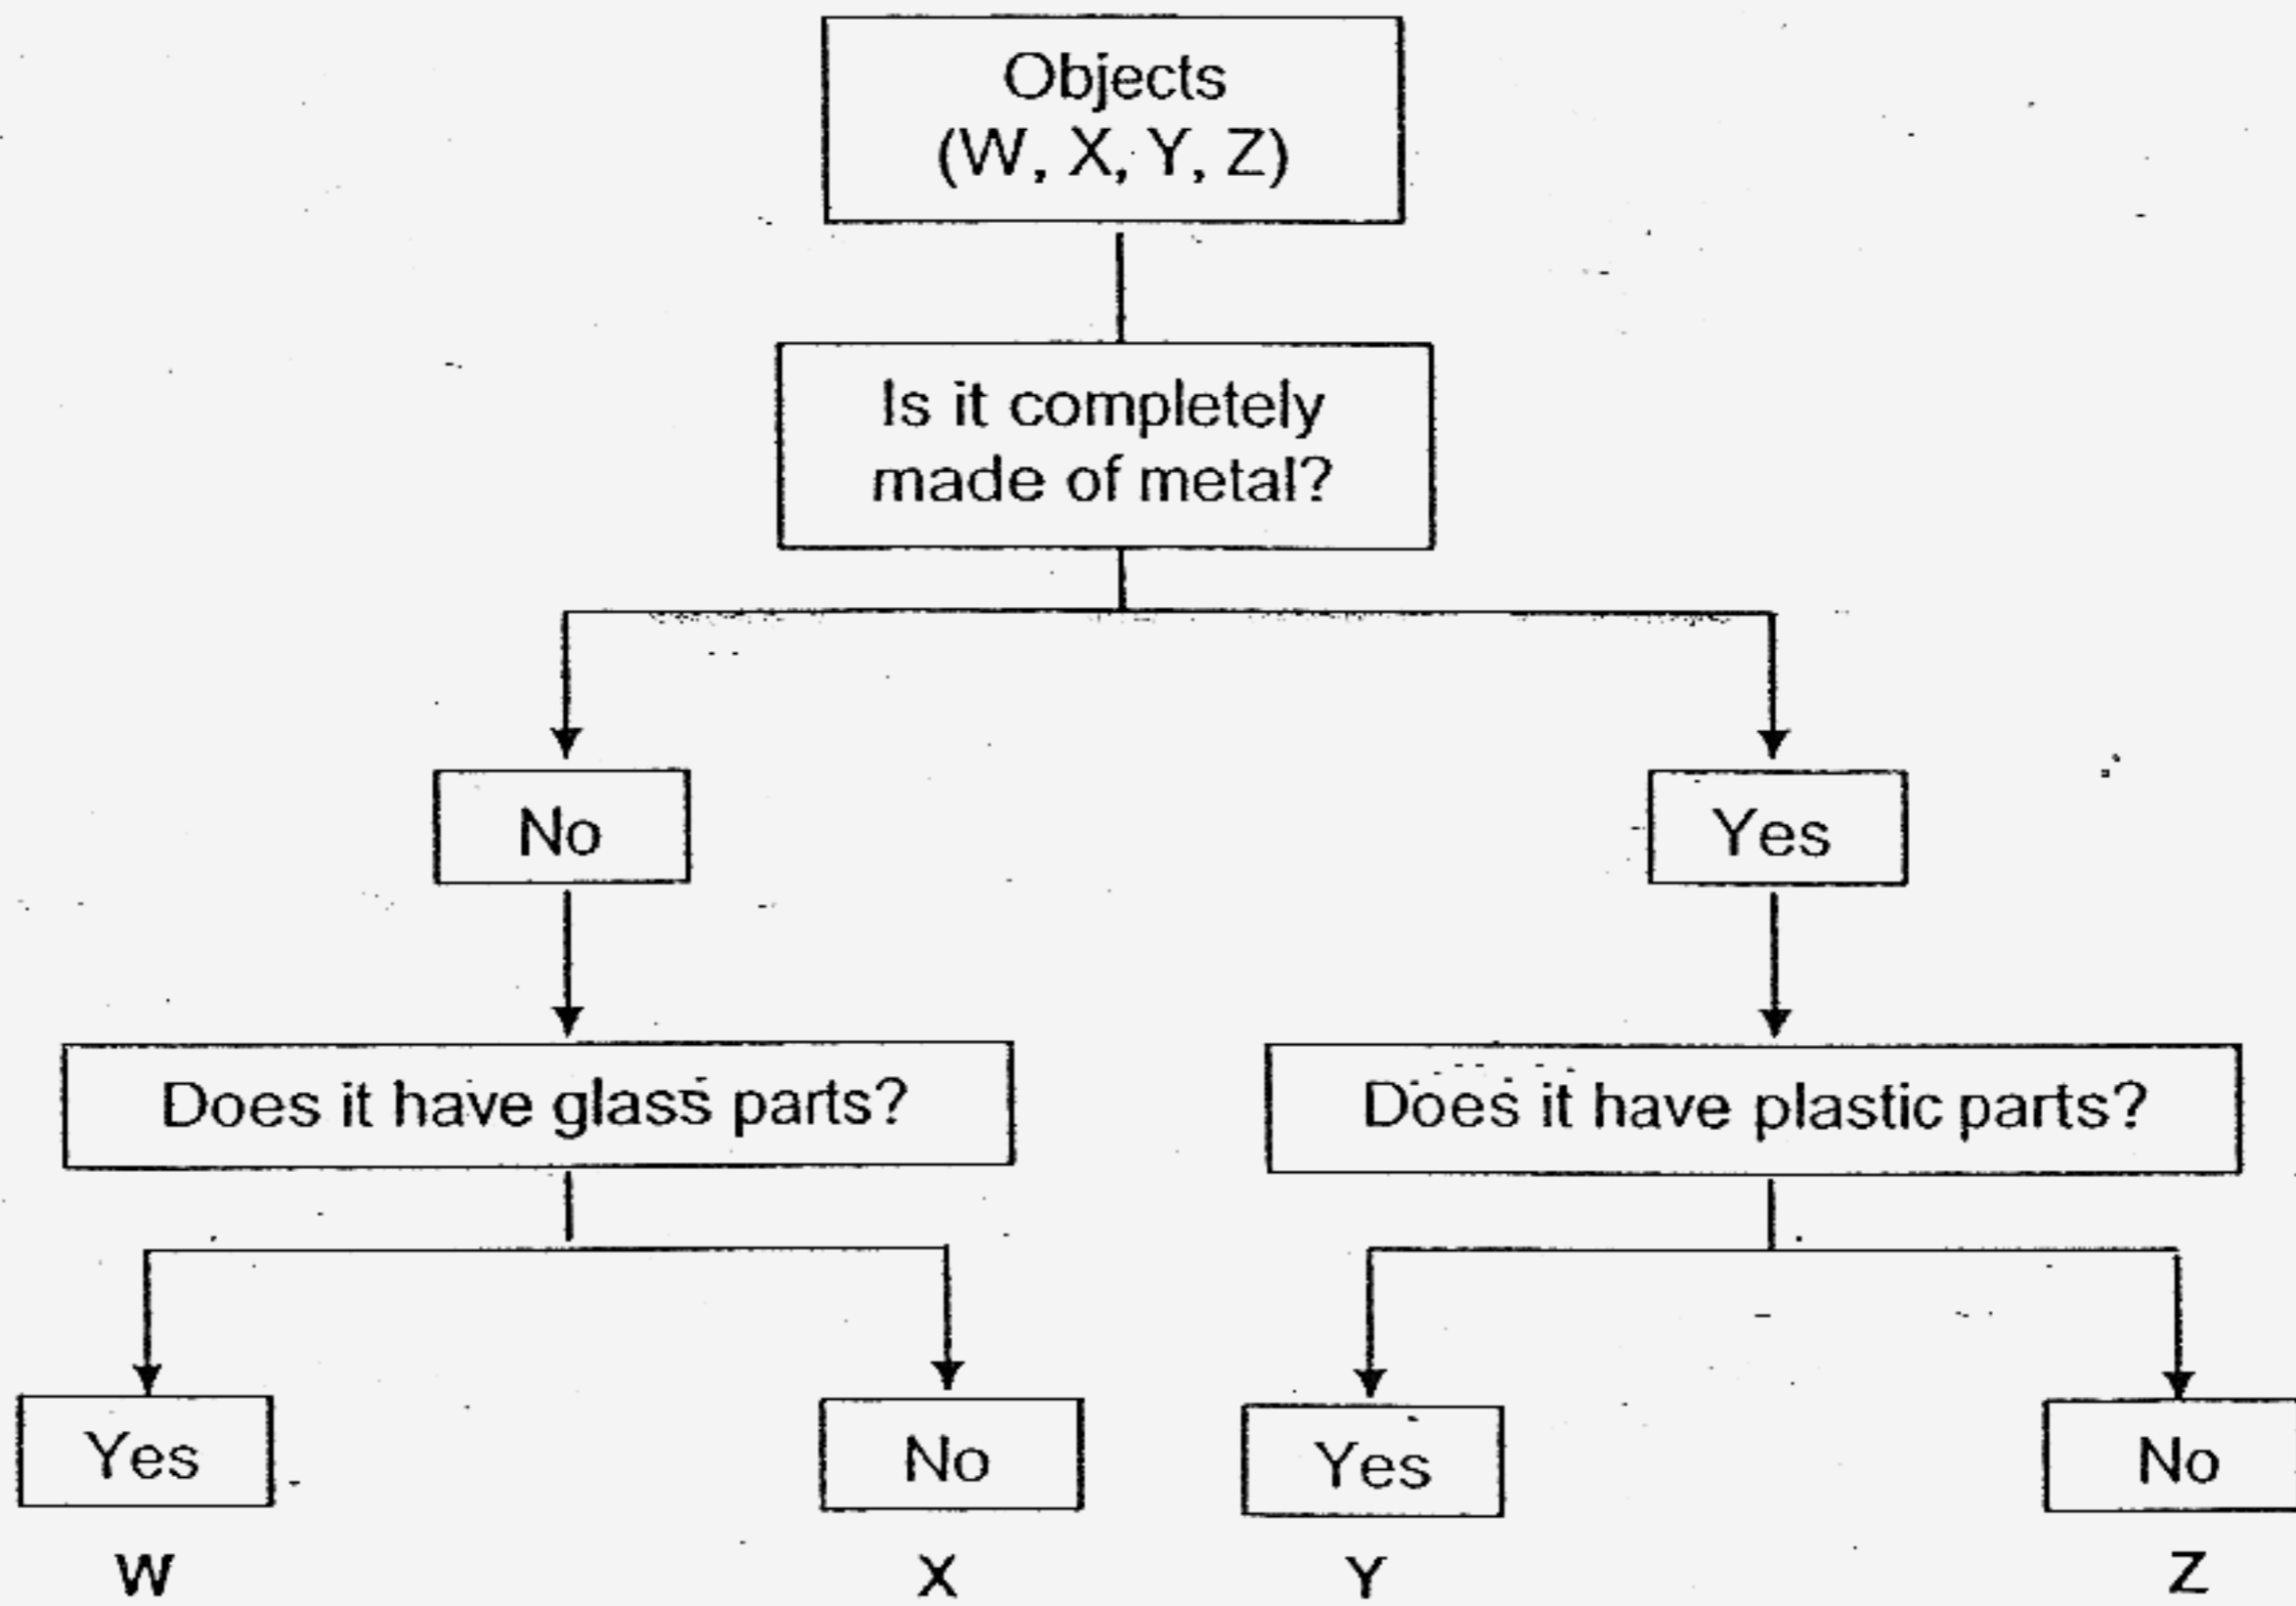 Objects
(W, X, Y, Z)
Is it completely
made of metal?
No
Yes
Does it have glass parts?
Does it have plastic parts?
Yes
No
Yes
No
W
X
Y
Z